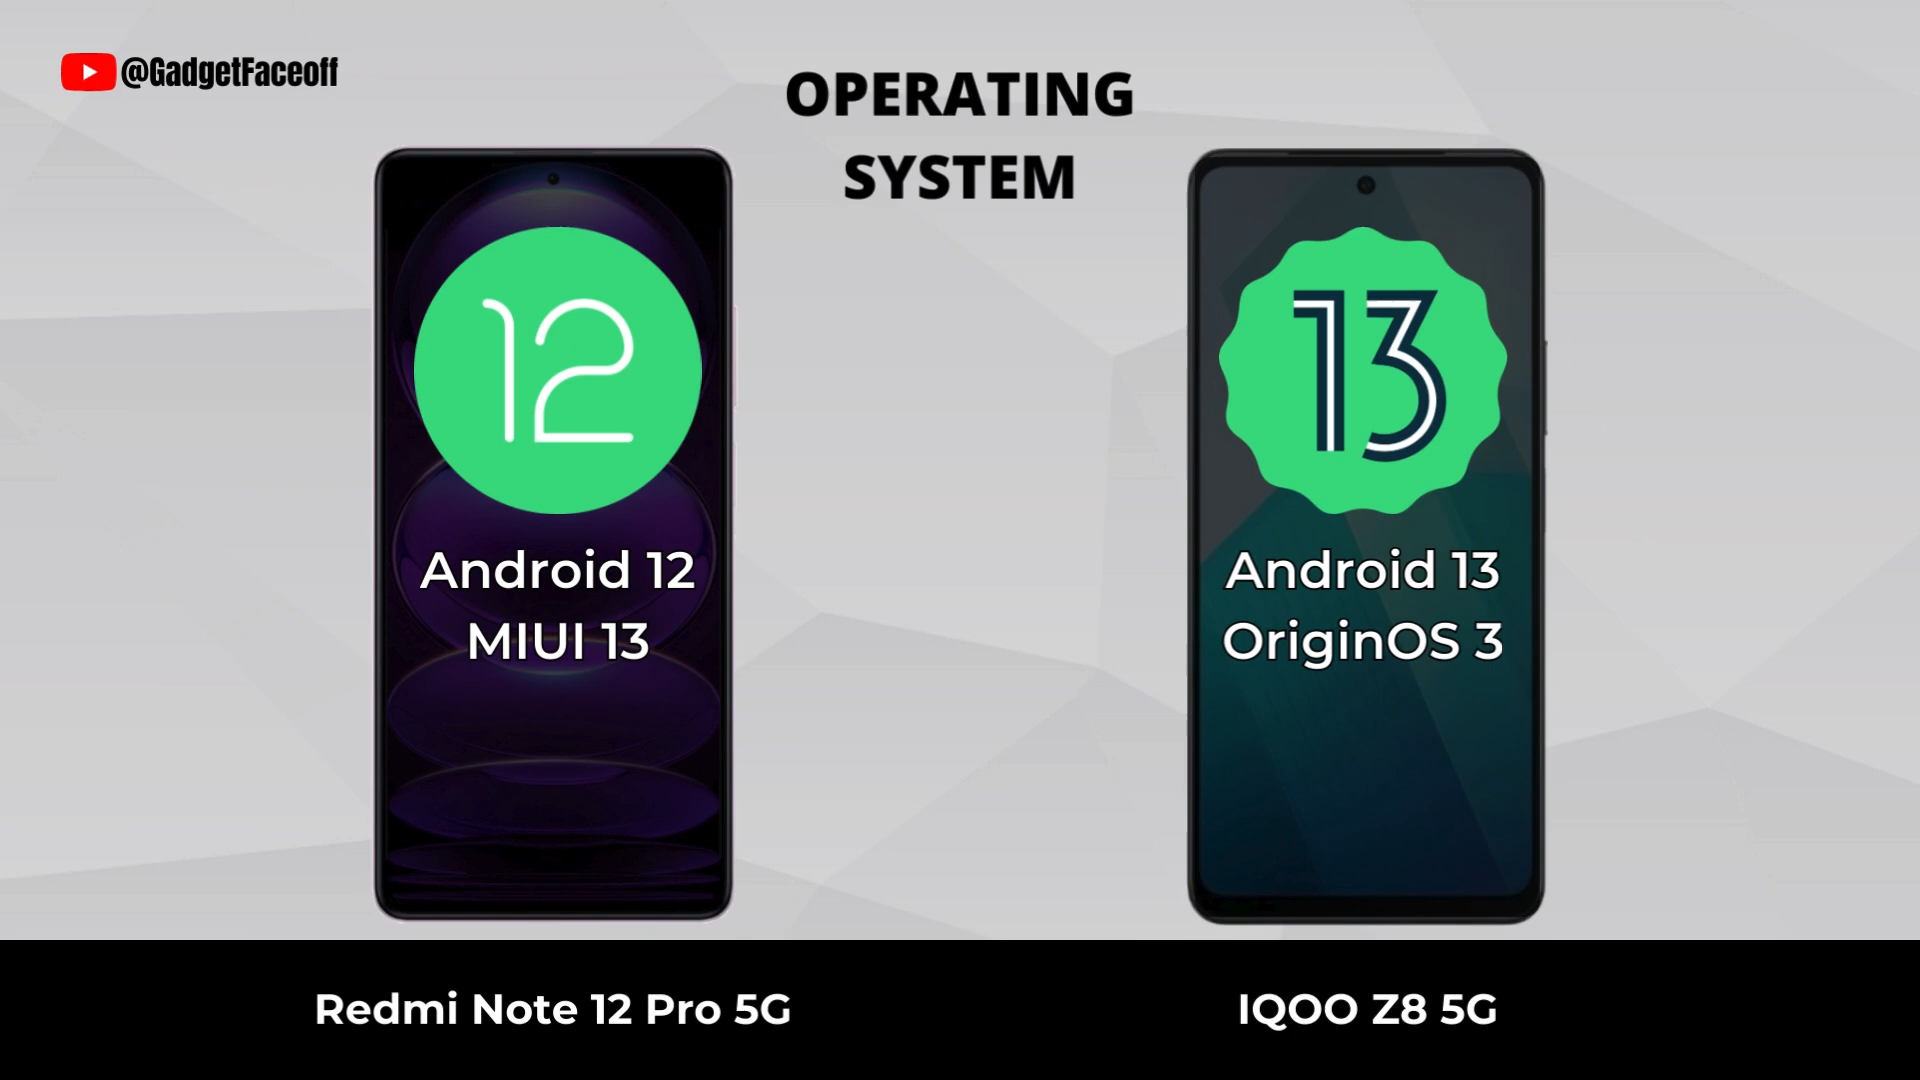 @GadgetFaceoff
OPERATING
SYSTEM
12
Android 12
MIUI 13
13
Android 13
OriginOS 3
Redmi Note 12 Pro 5G
IQOO Z8 5G